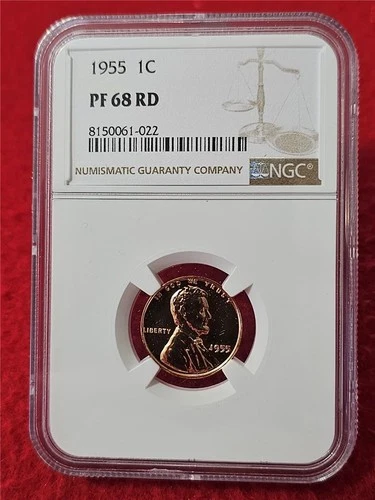 1955 1C
PF 68 RD
8150061-022
NUMISMATIC GUARANTY COMPANY
NGC®
IN GOD WE TRUST
LIBERTY
1955